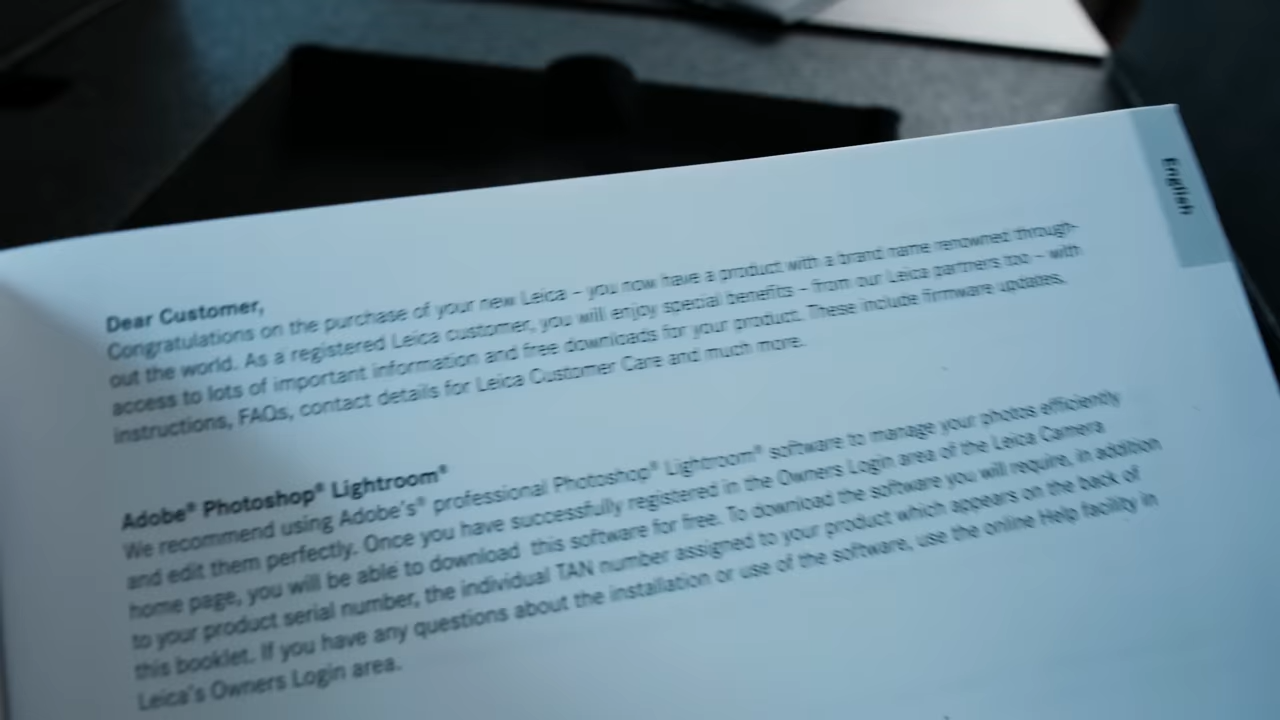 English
Dear Customer,
Congratulations on the purchase of your new Leica – you now have a product with a brand name renowned through-
out the world. As a registered Leica customer, you will enjoy special benefits – from our Leica partners too – with
access to lots of important information and free downloads for your product. These include firmware updates,
instructions, FAQs, contact details for Leica Customer Care and much more.
Adobe® Photoshop® Lightroom®
We recommend using Adobe's® professional Photoshop® Lightroom® software to manage your photos efficiently
and edit them perfectly. Once you have successfully registered in the Owners Login area of the Leica Camera
home page, you will be able to download this software for free. To download the software you will require, in addition
to your product serial number, the individual TAN number assigned to your product which appears on the back of
this booklet. If you have any questions about the installation or use of the software, use the online Help facility in
Leica's Owners Login area.